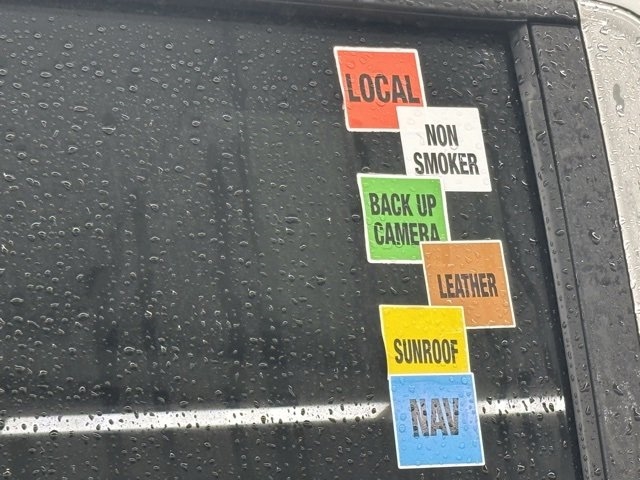 LOCAL
NON
SMOKER
BACK UP
CAMERA
LEATHER
SUNROOF
NAV